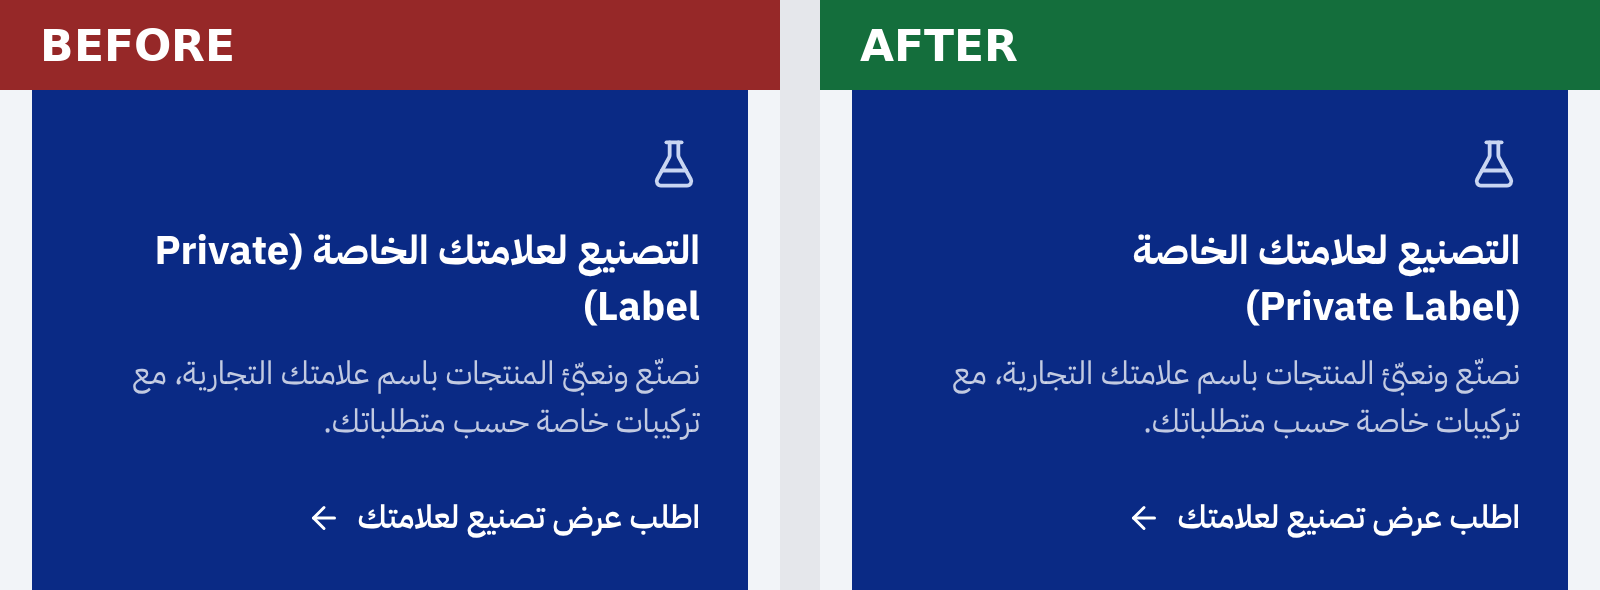 BEFORE
التصنيع لعلامتك الخاصة (Private
Label)
نصنّع ونعبّئ المنتجات باسم علامتك التجارية، مع
تركيبات خاصة حسب متطلباتك.
اطلب عرض تصنيع لعلامتك ←
AFTER
التصنيع لعلامتك الخاصة
(Private Label)
نصنّع ونعبّئ المنتجات باسم علامتك التجارية، مع
تركيبات خاصة حسب متطلباتك.
اطلب عرض تصنيع لعلامتك ←